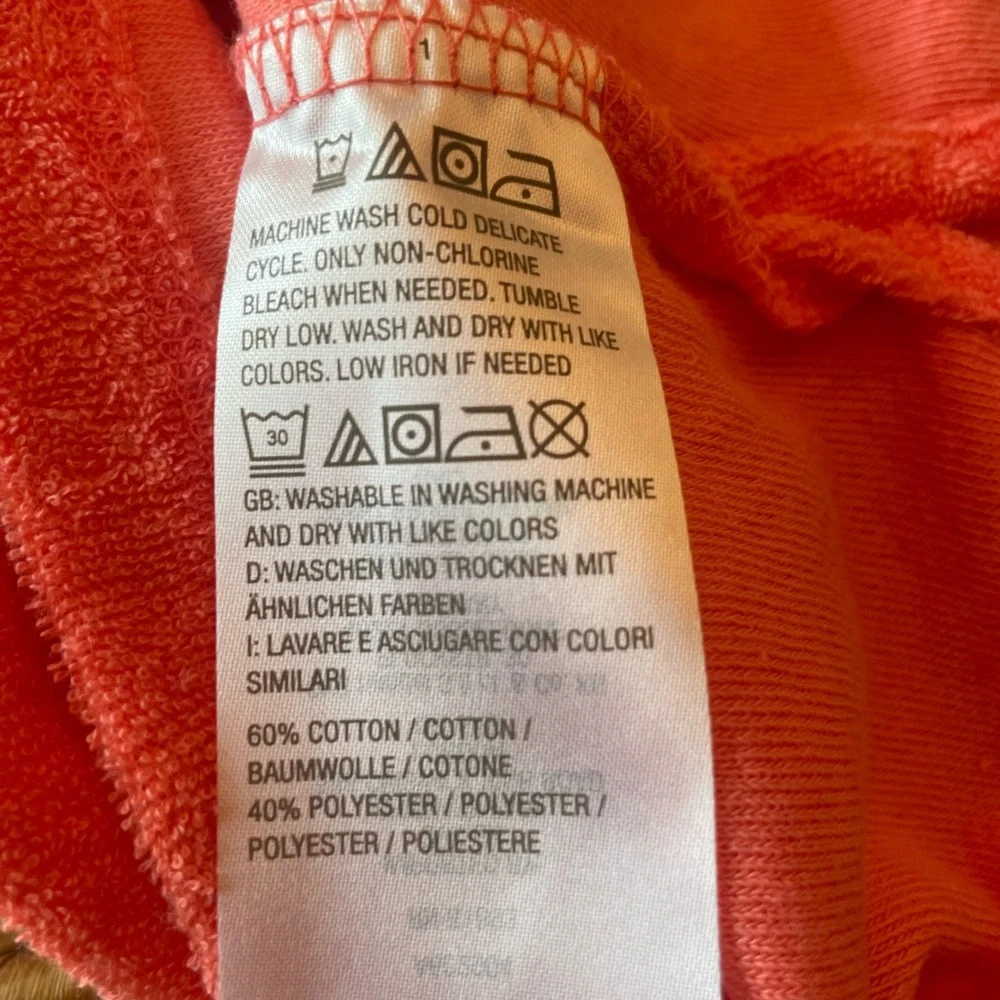 1
MACHINE WASH COLD DELICATE
CYCLE. ONLY NON-CHLORINE
BLEACH WHEN NEEDED. TUMBLE
DRY LOW. WASH AND DRY WITH LIKE
COLORS. LOW IRON IF NEEDED
30
GB: WASHABLE IN WASHING MACHINE
AND DRY WITH LIKE COLORS
D: WASCHEN UND TROCKNEN MIT
ÄHNLICHEN FARBEN
I: LAVARE E ASCIUGARE CON COLORI
SIMILARI
60% COTTON / COTTON /
BAUMWOLLE / COTONE
40% POLYESTER / POLYESTER /
POLYESTER / POLIESTERE